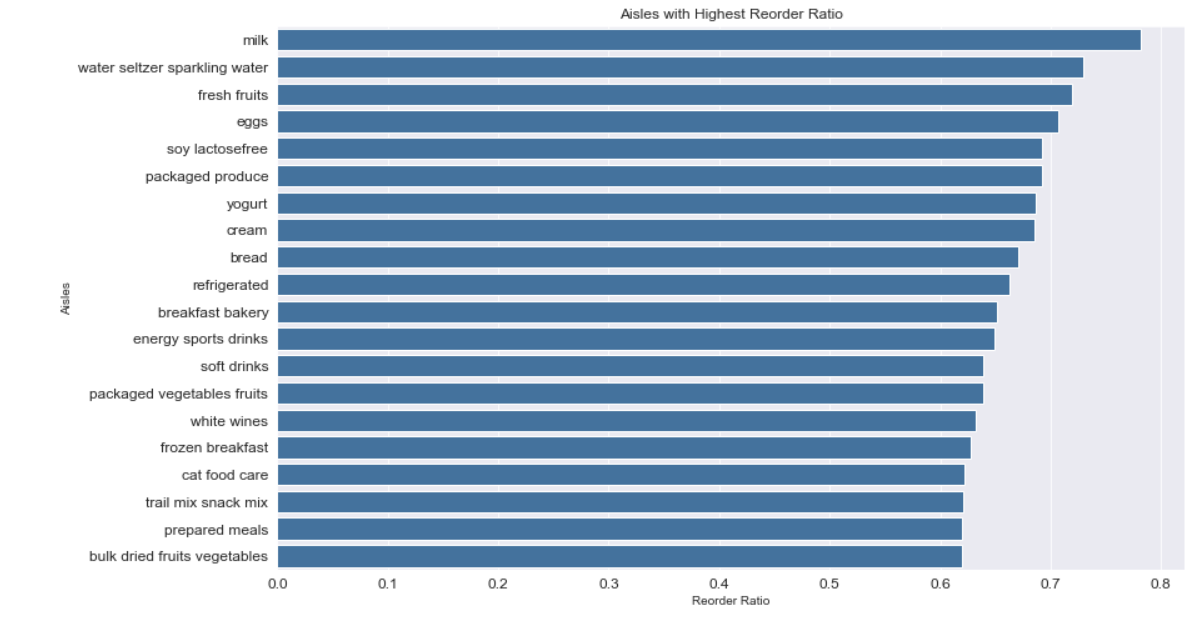 Aisles with Highest Reorder Ratio
milk
water seltzer sparkling water
fresh fruits
eggs
soy lactosefree
packaged produce
yogurt
cream
bread
refrigerated
breakfast bakery
energy sports drinks
soft drinks
packaged vegetables fruits
white wines
frozen breakfast
cat food care
trail mix snack mix
prepared meals
bulk dried fruits vegetables
Aisles
0.0 0.1 0.2 0.3 0.4 0.5 0.6 0.7 0.8
Reorder Ratio